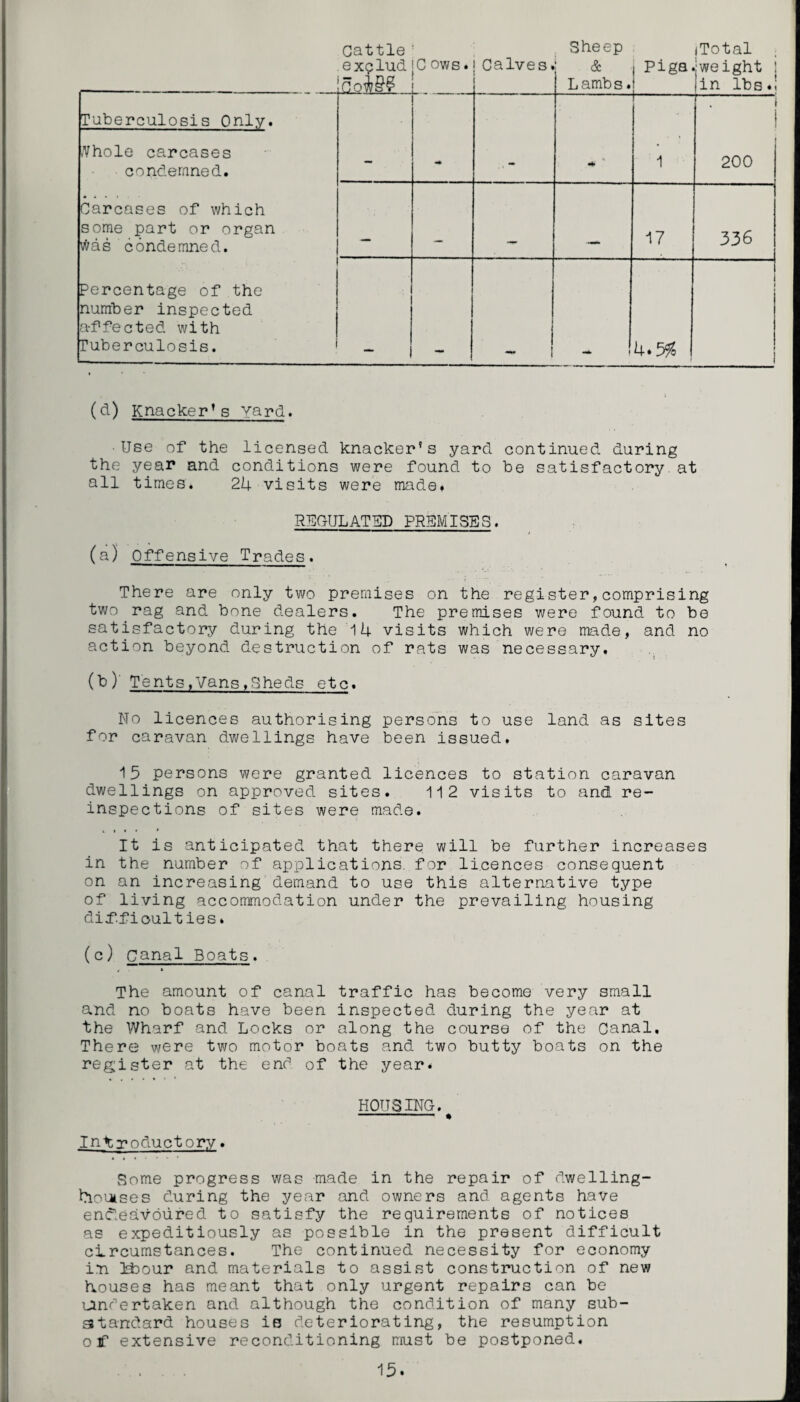 Cattle Sheep Total
exclud Cows. Calves. & Pigs. weight
Lambs. in lbs.
Tuberculosis Only.
Whole carcases
condemned. - - - - 1 200
Carcases of which
some part or organ
was condemned. - - - - 17 336
Percentage of the
number inspected
affected with
Tuberculosis. - - - - 4.5%
(d) Knacker's yard.
Use of the licensed knacker's yard continued during
the year and conditions were found to be satisfactory at
all times. 24 visits were made.
REGULATED PREMISES.
(a) Offensive Trades.
There are only two premises on the register,comprising
two rag and bone dealers. The premises were found to be
satisfactory during the 14 visits which were made, and no
action beyond destruction of rats was necessary.
(b) Tents,Vans,Sheds etc.
No licences authorising persons to use land as sites
for caravan dwellings have been issued.
15 persons were granted licences to station caravan
dwellings on approved sites. 112 visits to and re-
inspections of sites were made.
It is anticipated that there will be further increases
in the number of applications. for licences consequent
on an increasing demand to use this alternative type
of living accommodation under the prevailing housing
difficulties.
(c) Canal Boats.
The amount of canal traffic has become very small
and no boats have been inspected during the year at
the Wharf and Locks or along the course of the Canal.
There were two motor boats and two butty boats on the
register at the end of the year.
HOUSING.
Introductory.
Some progress was made in the repair of dwelling-
houses during the year and owners and agents have
endeavoured to satisfy the requirements of notices
as expeditiously as possible in the present difficult
circumstances. The continued necessity for economy
in labour and materials to assist construction of new
houses has meant that only urgent repairs can be
undertaken and although the condition of many sub-
standard houses is deteriorating, the resumption
of extensive reconditioning must be postponed.
15.